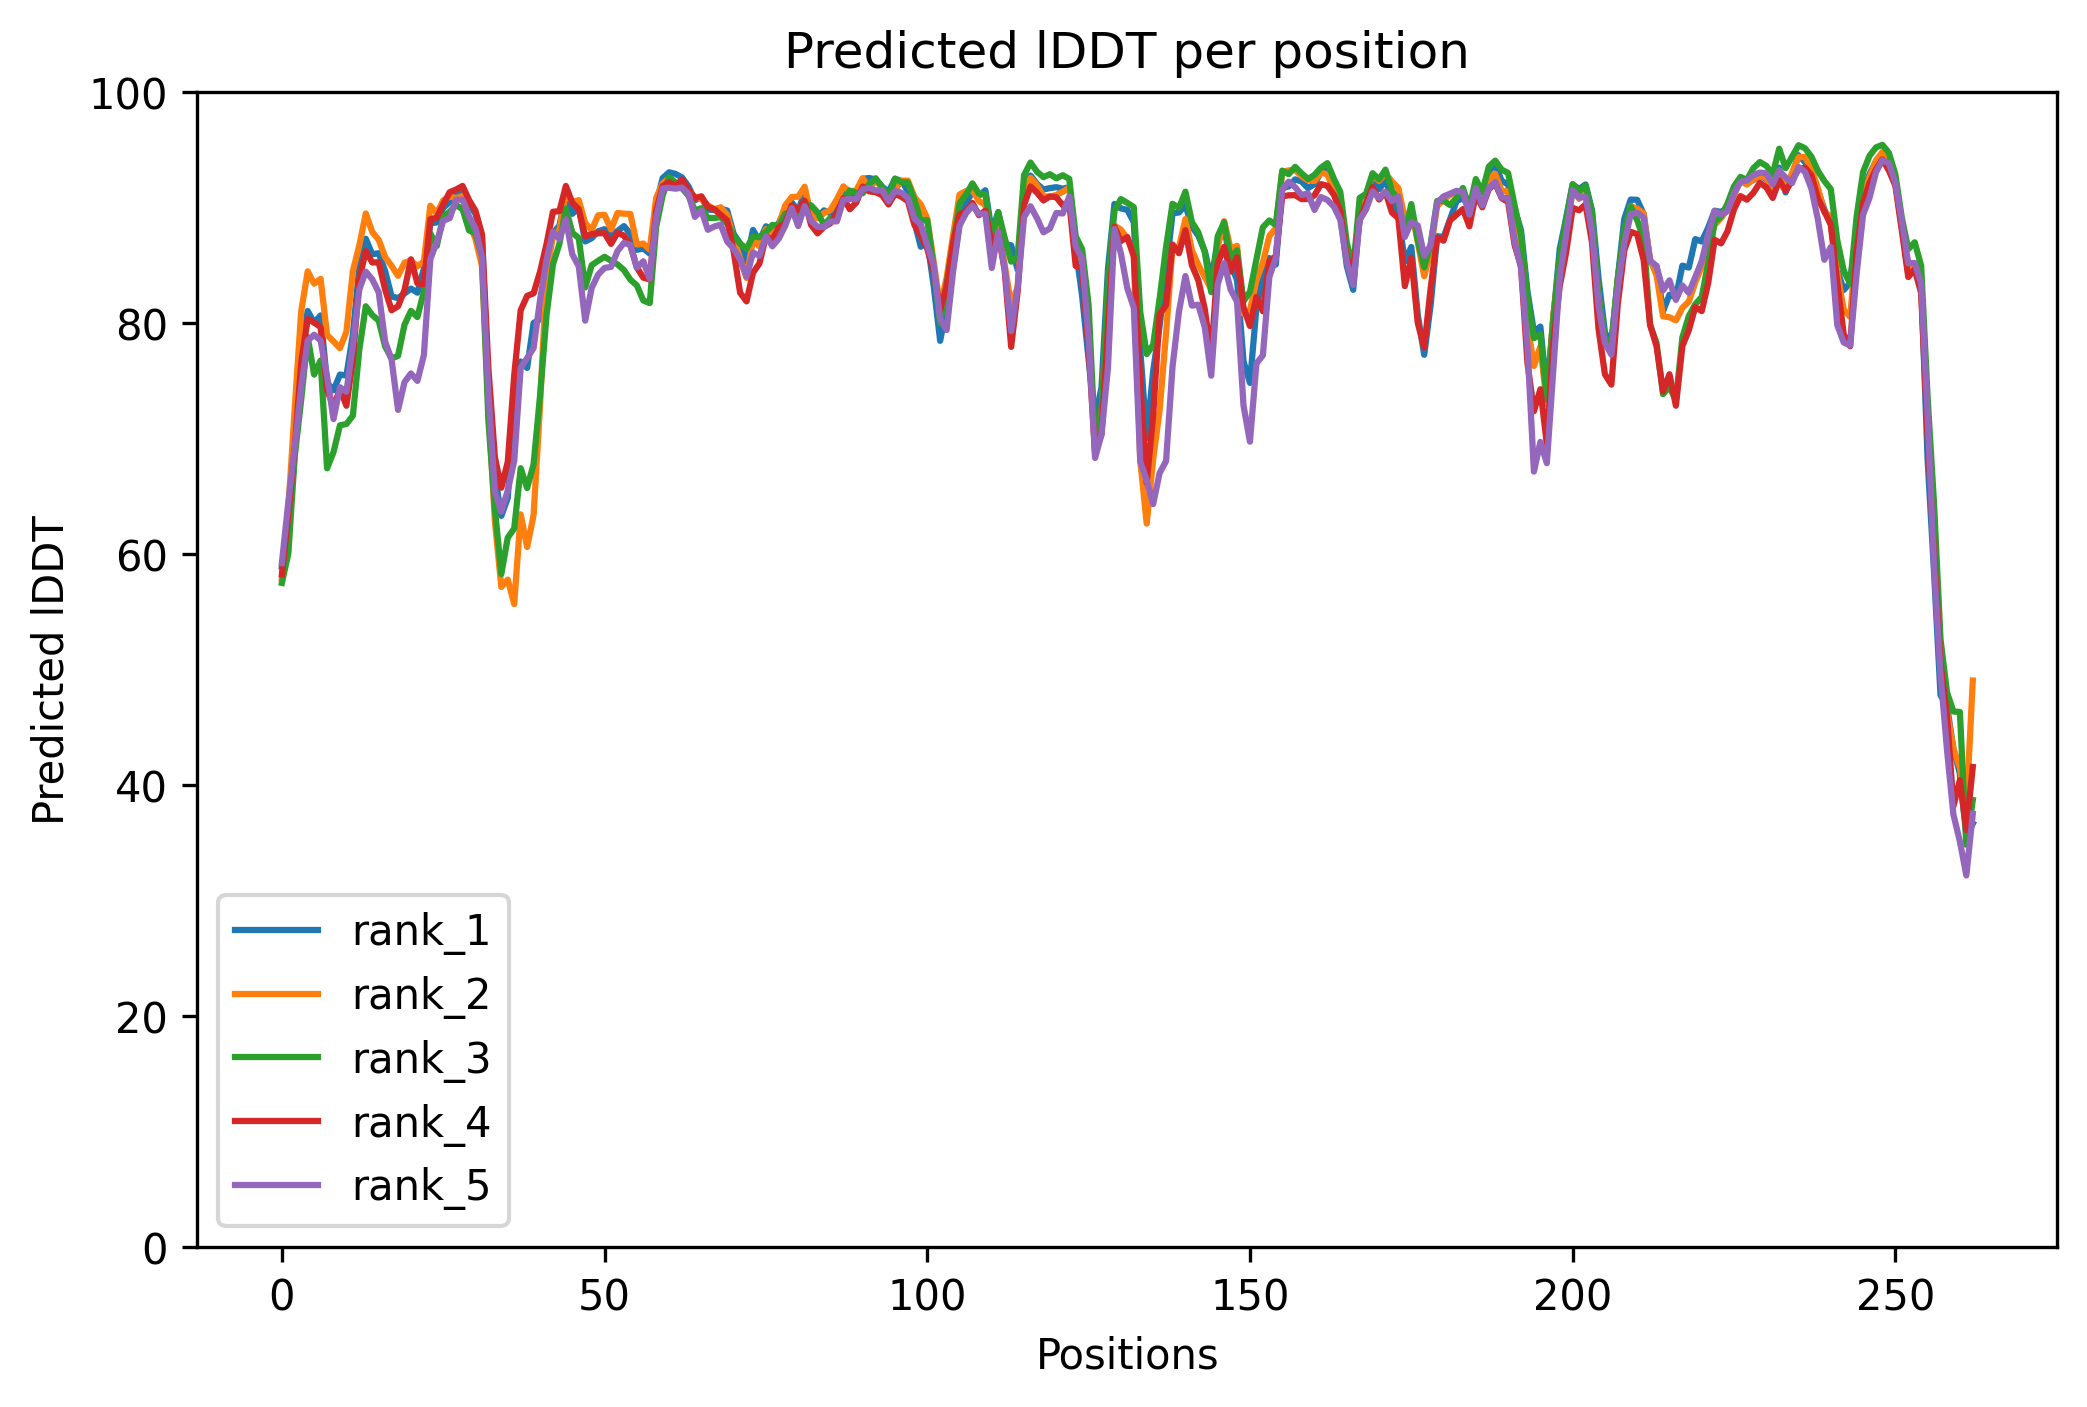 Predicted lDDT per position
100
80
60
40
20
0
Predicted lDDT
rank_1
rank_2
rank_3
rank_4
rank_5
0 50 100 150 200 250
Positions